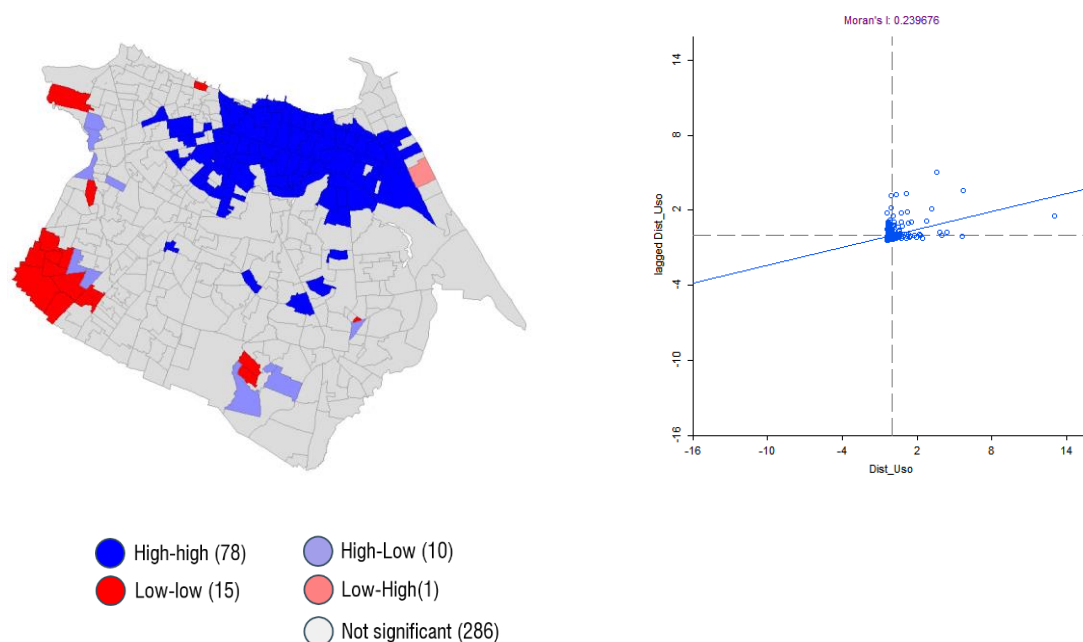 Moran's I: 0.239676
14
8
2
-4
-10
-16
lagged Dist_Uso
-16
-10
-4
2
8
14
Dist_Uso
High-high (78)
High-Low (10)
Low-low (15)
Low-High(1)
Not significant (286)